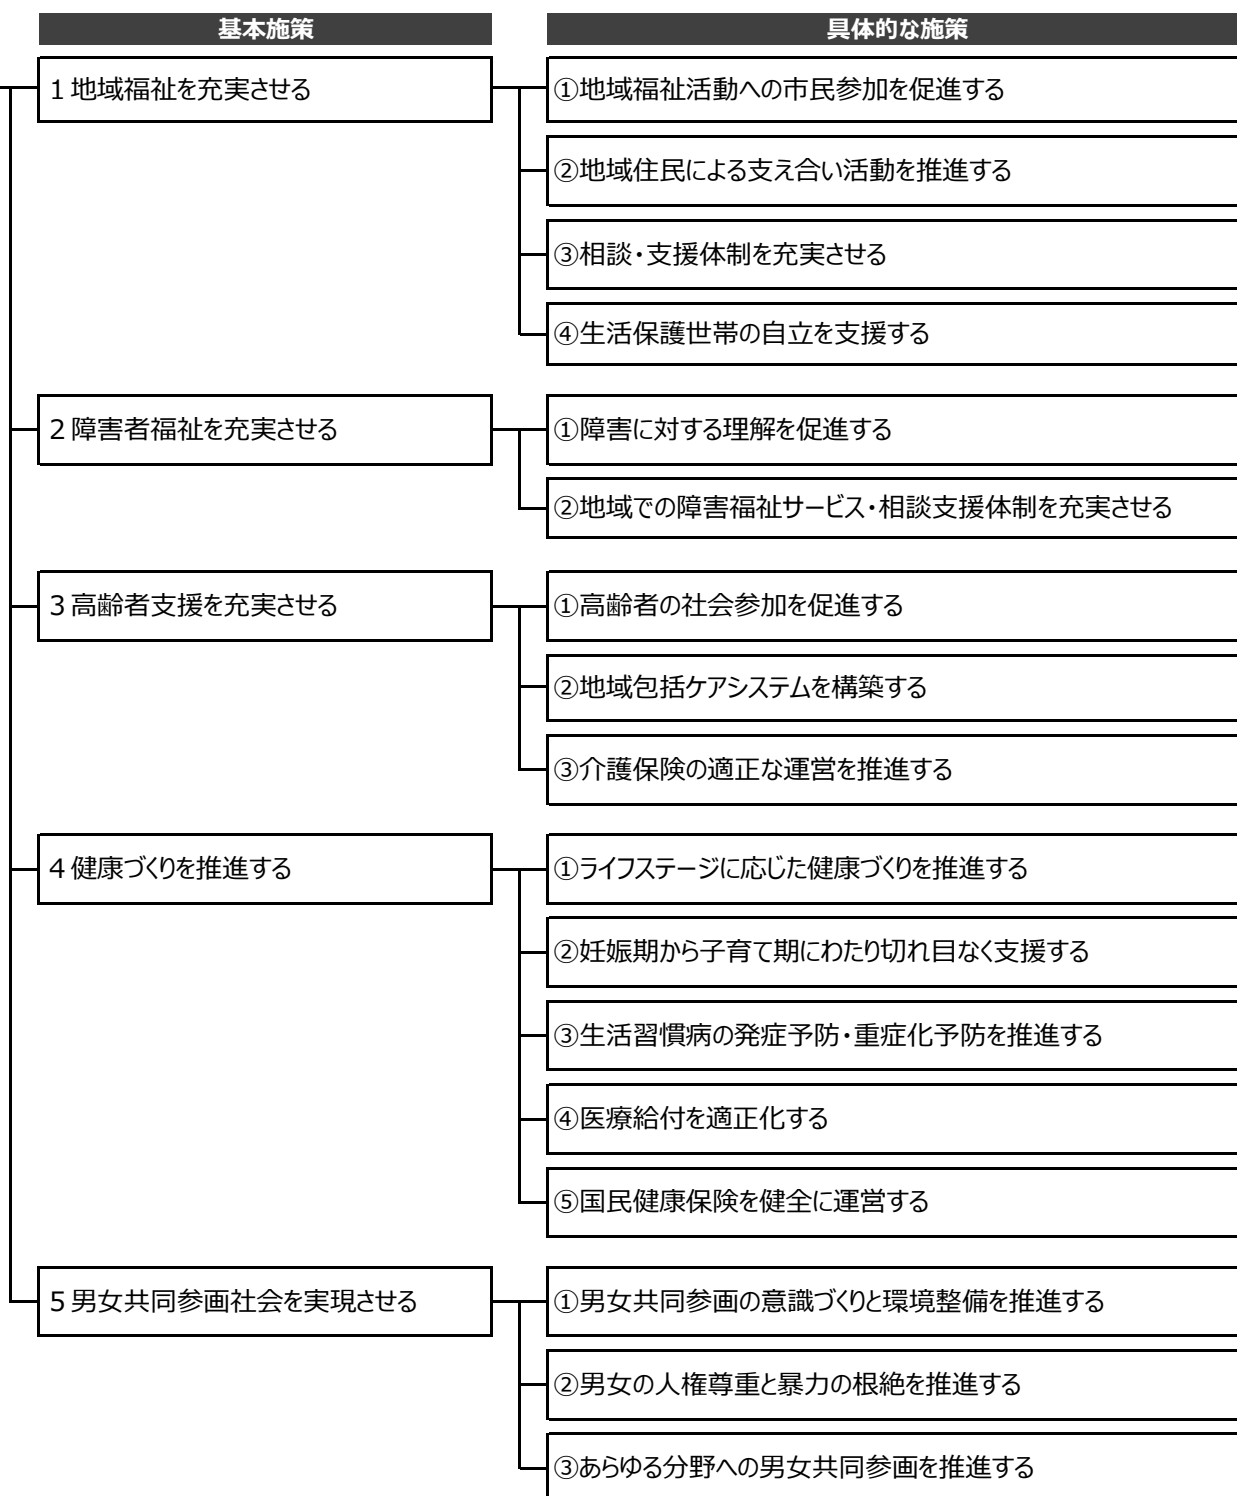 基本施策
具体的な施策
１地域福祉を充実させる
①地域福祉活動への市民参加を促進する
②地域住民による支え合い活動を推進する
③相談・支援体制を充実させる
④生活保護世帯の自立を支援する
２障害者福祉を充実させる
①障害に対する理解を促進する
②地域での障害福祉サービス・相談支援体制を充実させる
３高齢者支援を充実させる
①高齢者の社会参加を促進する
②地域包括ケアシステムを構築する
③介護保険の適正な運営を推進する
４健康づくりを推進する
①ライフステージに応じた健康づくりを推進する
②妊娠期から子育て期にわたり切れ目なく支援する
③生活習慣病の発症予防・重症化予防を推進する
④医療給付を適正化する
⑤国民健康保険を健全に運営する
５男女共同参画社会を実現させる
①男女共同参画の意識づくりと環境整備を推進する
②男女の人権尊重と暴力の根絶を推進する
③あらゆる分野への男女共同参画を推進する